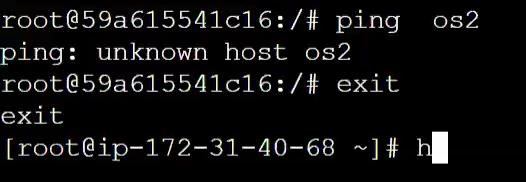 root@59a615541c16:/# ping  os2
ping: unknown host os2
root@59a615541c16:/# exit
exit
[root@ip-172-31-40-68 ~]# h